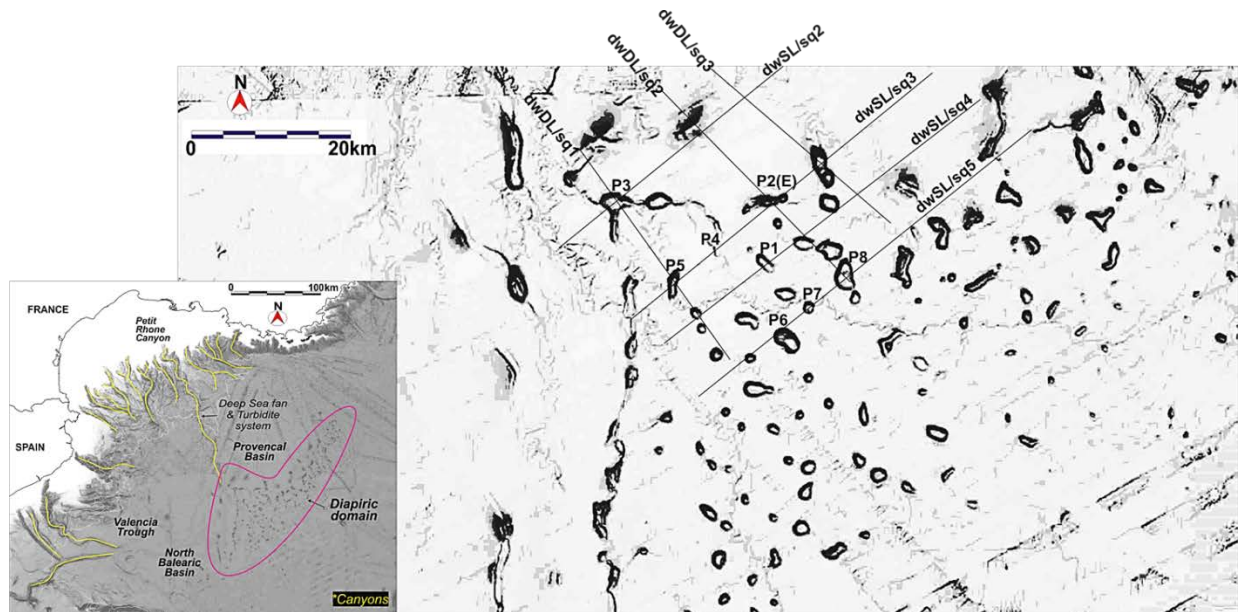 dwDL/sq2
dwDL/sq3
dwSL/sq2
N
0
20km
dwDL/sq1
dwSL/sq3
dwSL/sq4
dwSL/sq5
P3
P2(E)
P4
P1
P5
P8
P7
P6
0
100km
N
FRANCE
Petit
Rhone
Canyon
Deep Sea fan
& Turbidite
system
SPAIN
Provencal
Basin
Diapiric
domain
Valencia
Trough
North
Balearic
Basin
*Canyons